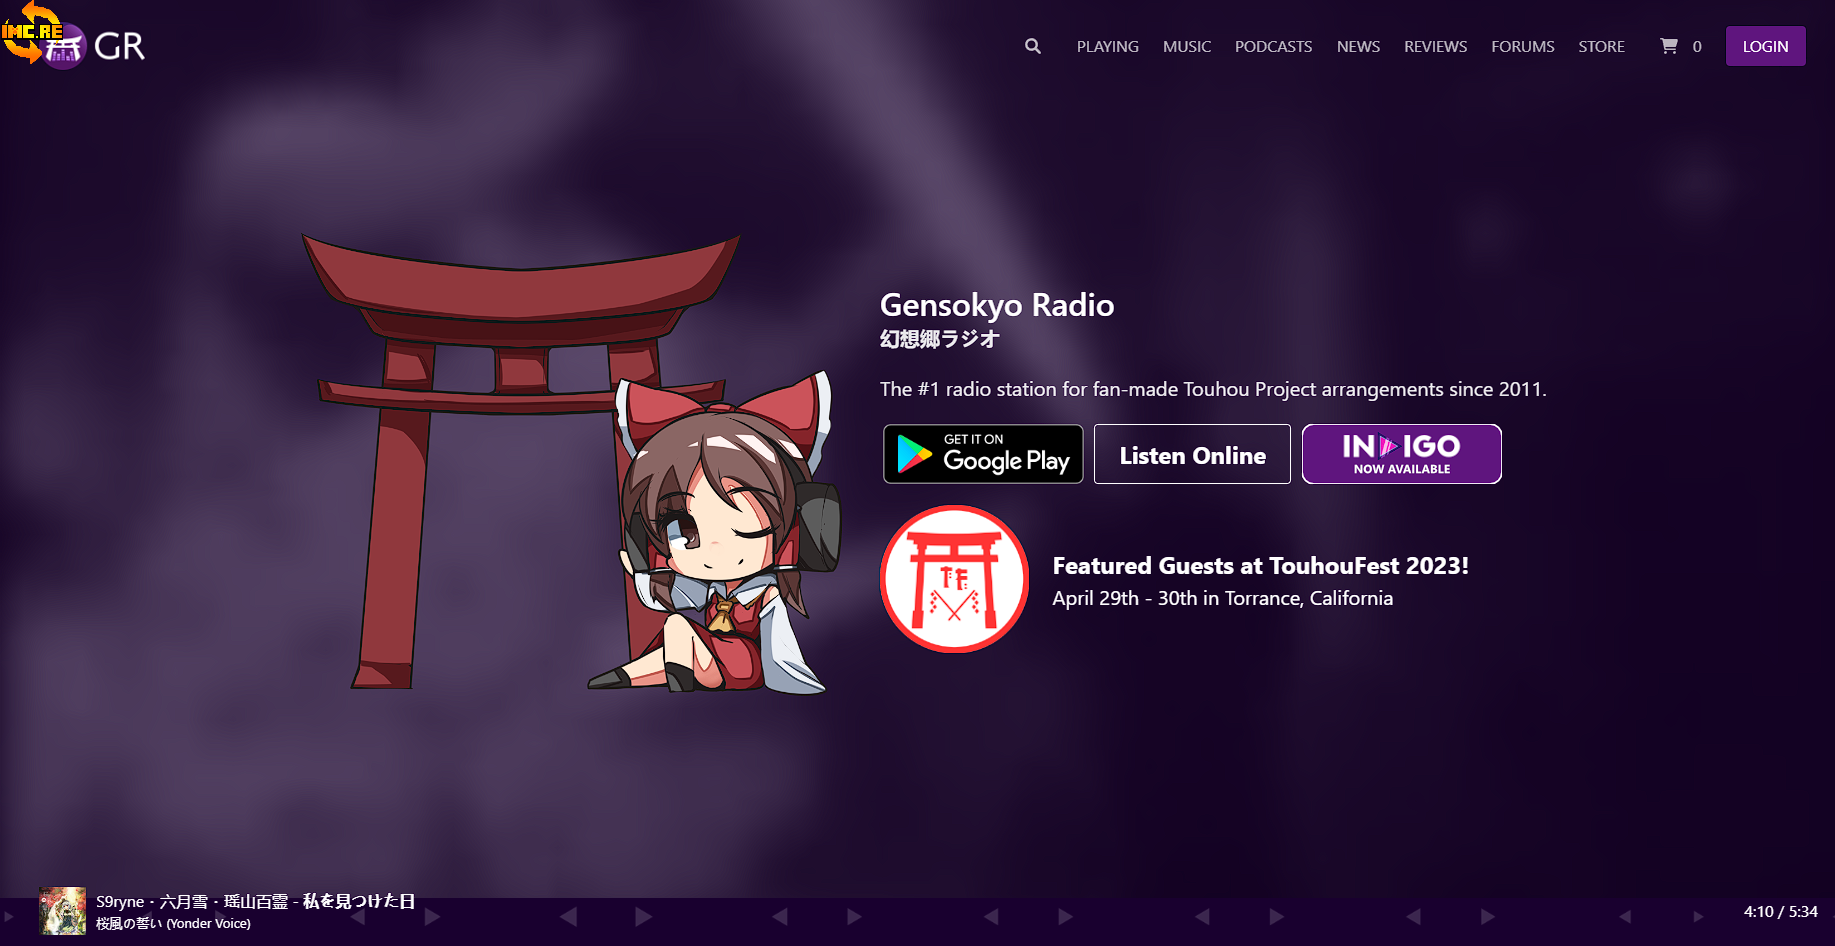 IMC.RE
GR
PLAYING MUSIC PODCASTS NEWS REVIEWS FORUMS STORE 0 LOGIN
Gensokyo Radio
幻想郷ラジオ
The #1 radio station for fan-made Touhou Project arrangements since 2011.
GET IT ON
Google Play
Listen Online
INDIGO
NOW AVAILABLE
T.F.
Featured Guests at TouhouFest 2023!
April 29th - 30th in Torrance, California
S9ryne・六月雪・瑶山百霊 - 私を見つけた日
桜風の誓い (Yonder Voice)
4:10 / 5:34